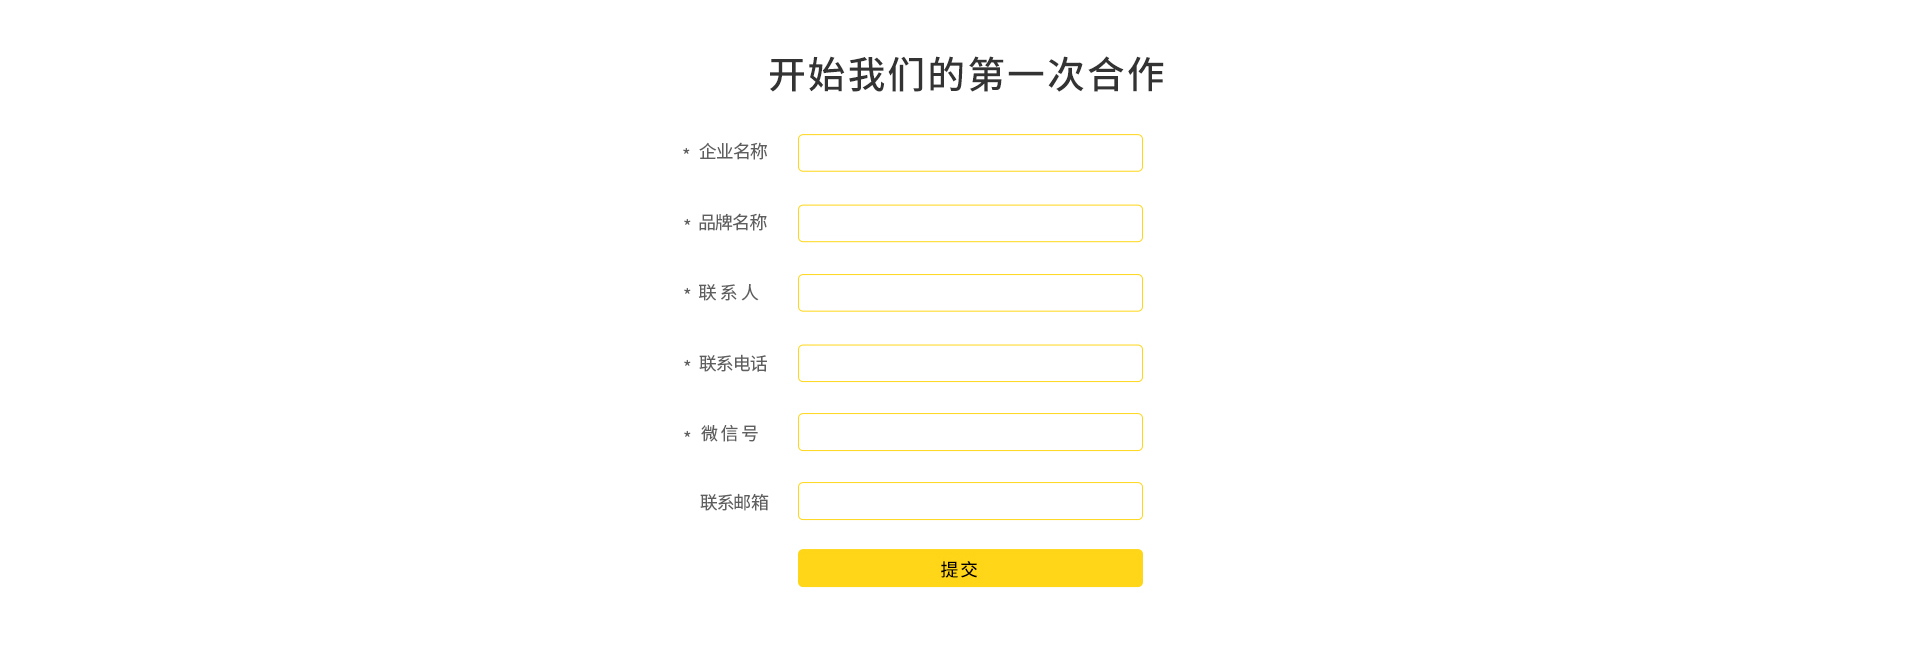 开始我们的第一次合作
* 企业名称
* 品牌名称
* 联 系 人
* 联系电话
* 微 信 号
联系邮箱
提交